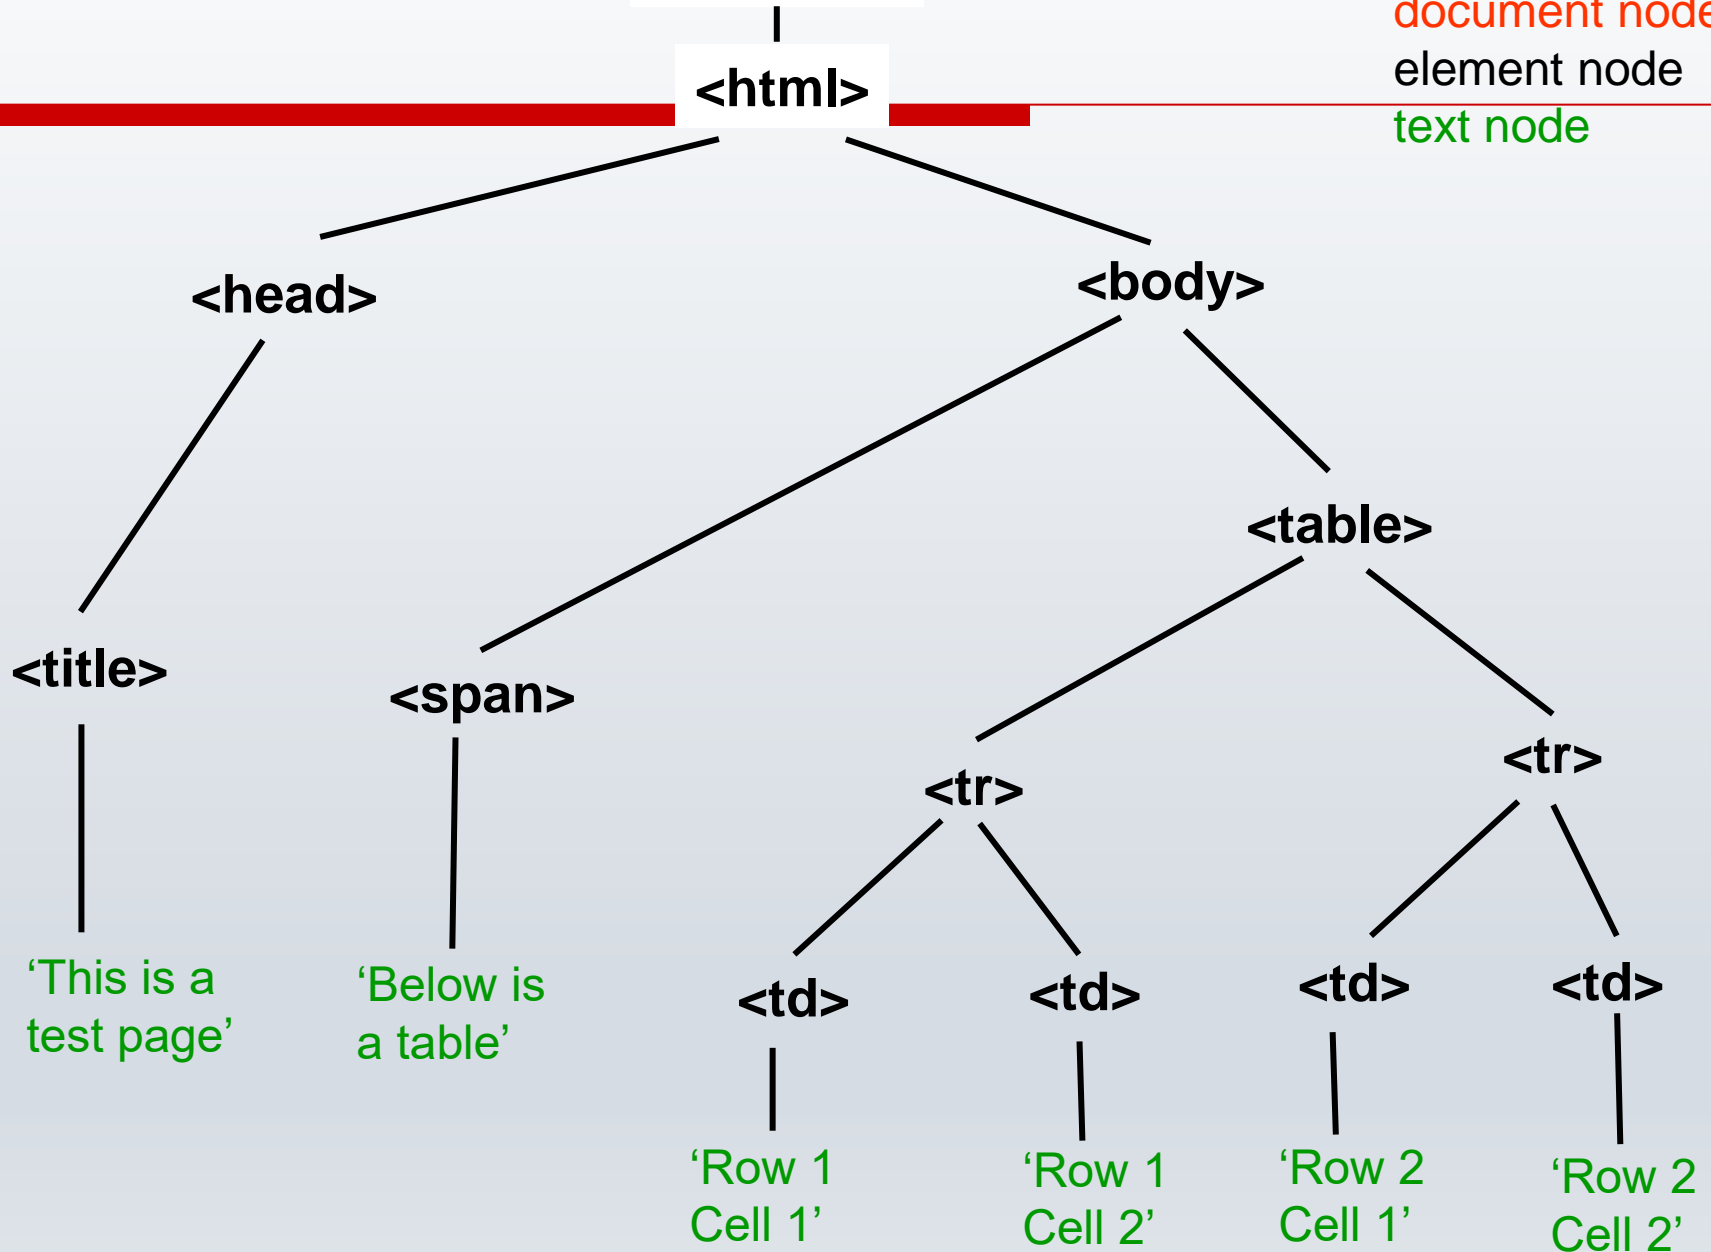 document node
element node
text node
<html>
<head>
<body>
<table>
<title>
<span>
<tr>
<tr>
‘This is a
test page’
‘Below is
a table’
<td>
<td>
<td>
<td>
‘Row 1
Cell 1’
‘Row 1
Cell 2’
‘Row 2
Cell 1’
‘Row 2
Cell 2’